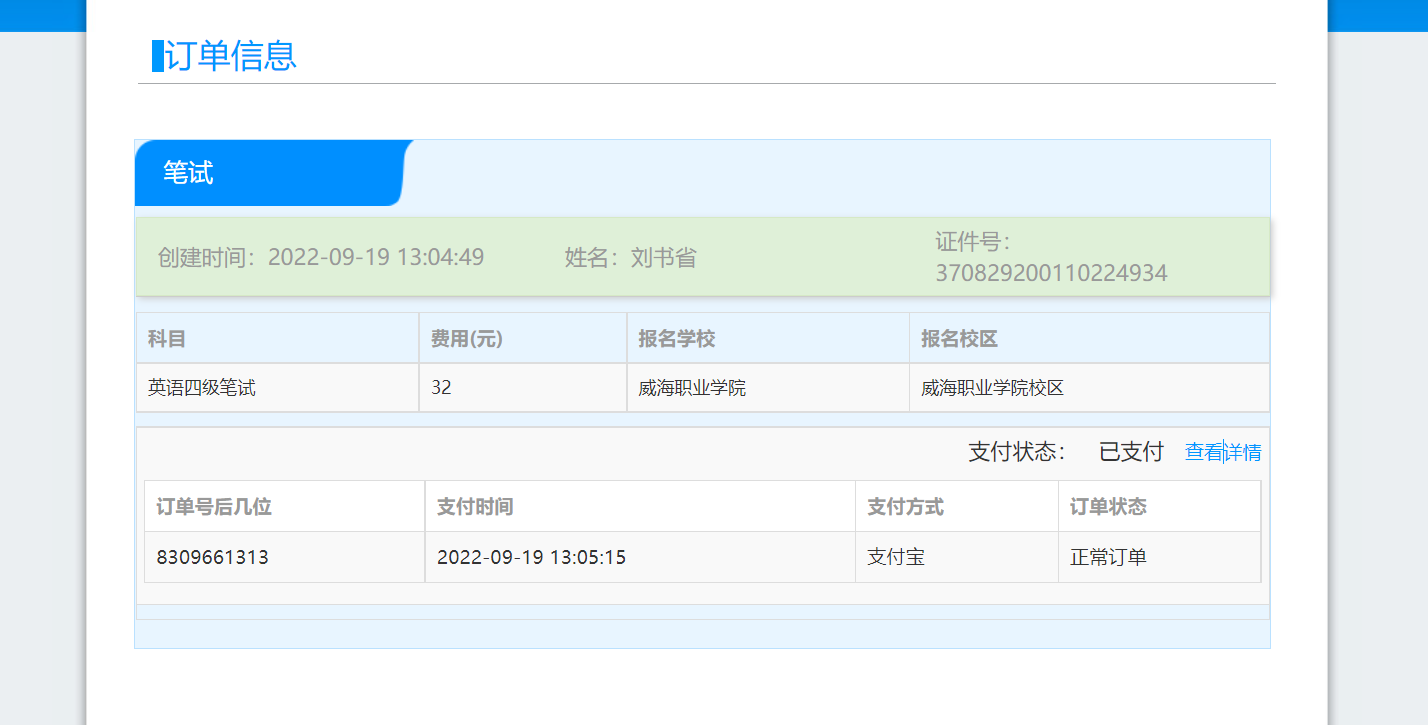 订单信息
笔试
创建时间：2022-09-19 13:04:49 姓名：刘书省 证件号：
370829200110224934
科目 费用(元) 报名学校 报名校区
英语四级笔试 32 威海职业学院 威海职业学院校区
支付状态： 已支付 查看详情
订单号后几位 支付时间 支付方式 订单状态
8309661313 2022-09-19 13:05:15 支付宝 正常订单